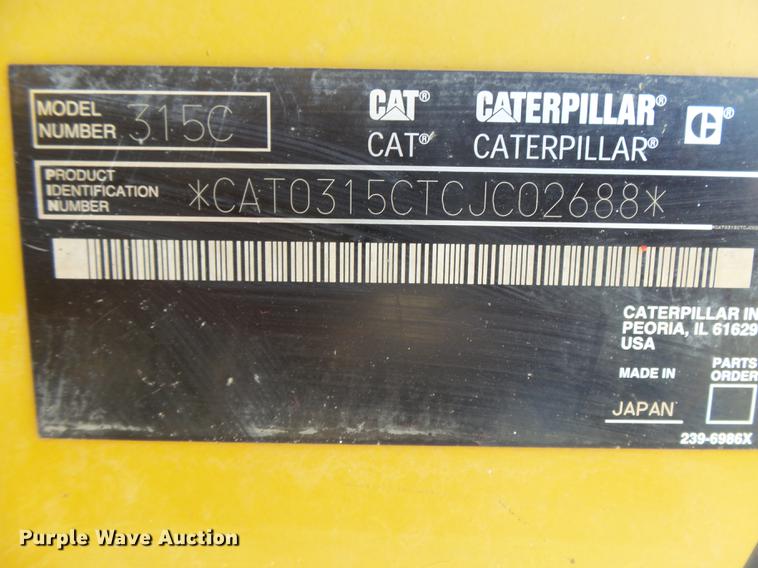 MODEL NUMBER 315C
CAT® CATERPILLAR® C®
CAT® CATERPILLAR®
PRODUCT IDENTIFICATION NUMBER *CAT0315CTCJC02688*
CATERPILLAR IN
PEORIA, IL 61629
USA
MADE IN
PARTS
ORDER
JAPAN
239-6986X
Purple Wave Auction